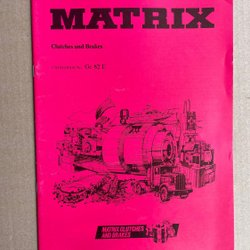 MATRIX
Clutches and Brakes
MATRIX CLUTCHES
AND BRAKES